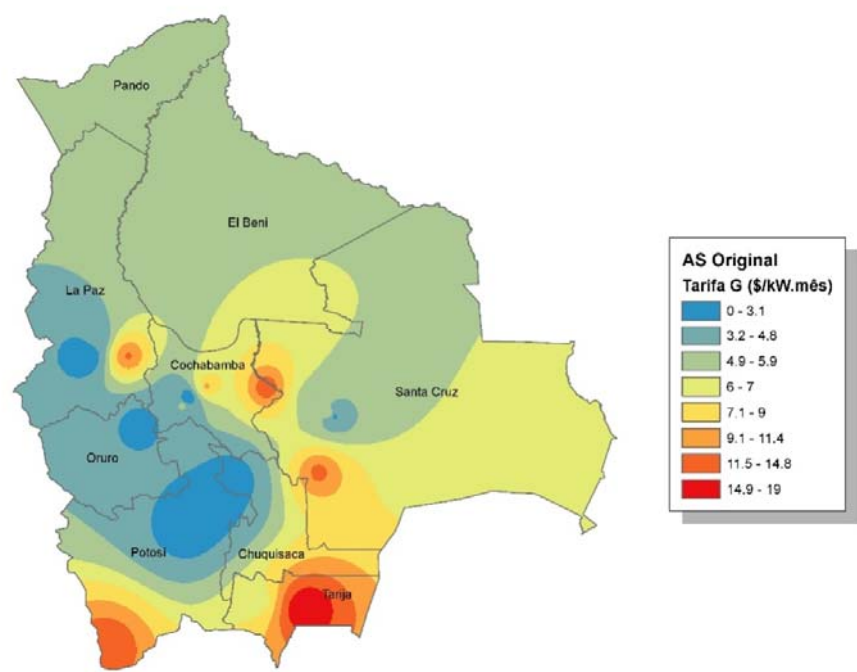 Pando
El Beni
La Paz
Cochabamba
Santa Cruz
Oruro
Potosí
Chuquisaca
Tarija
AS Original
Tarifa G ($/kW.mês)
0 - 3.1
3.2 - 4.8
4.9 - 5.9
6 - 7
7.1 - 9
9.1 - 11.4
11.5 - 14.8
14.9 - 19